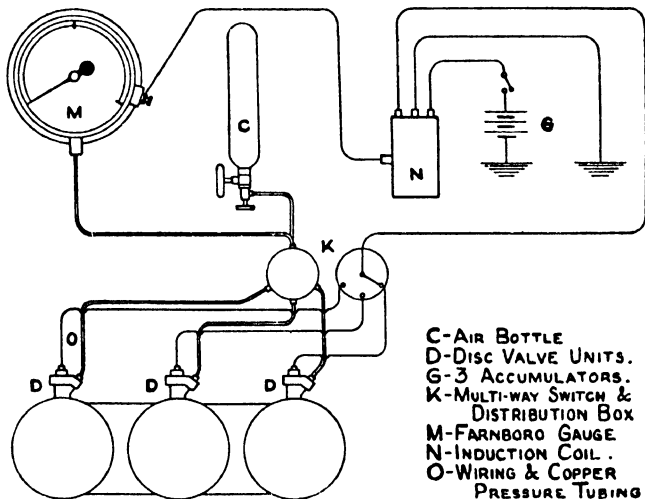 M
C
N
G
K
O
D
D
D
C-AIR BOTTLE
D-DISC VALVE UNITS.
G-3 ACCUMULATORS.
K-MULTI-WAY SWITCH &
DISTRIBUTION BOX
M-FARNBORO GAUGE
N-INDUCTION COIL.
O-WIRING & COPPER
PRESSURE TUBING